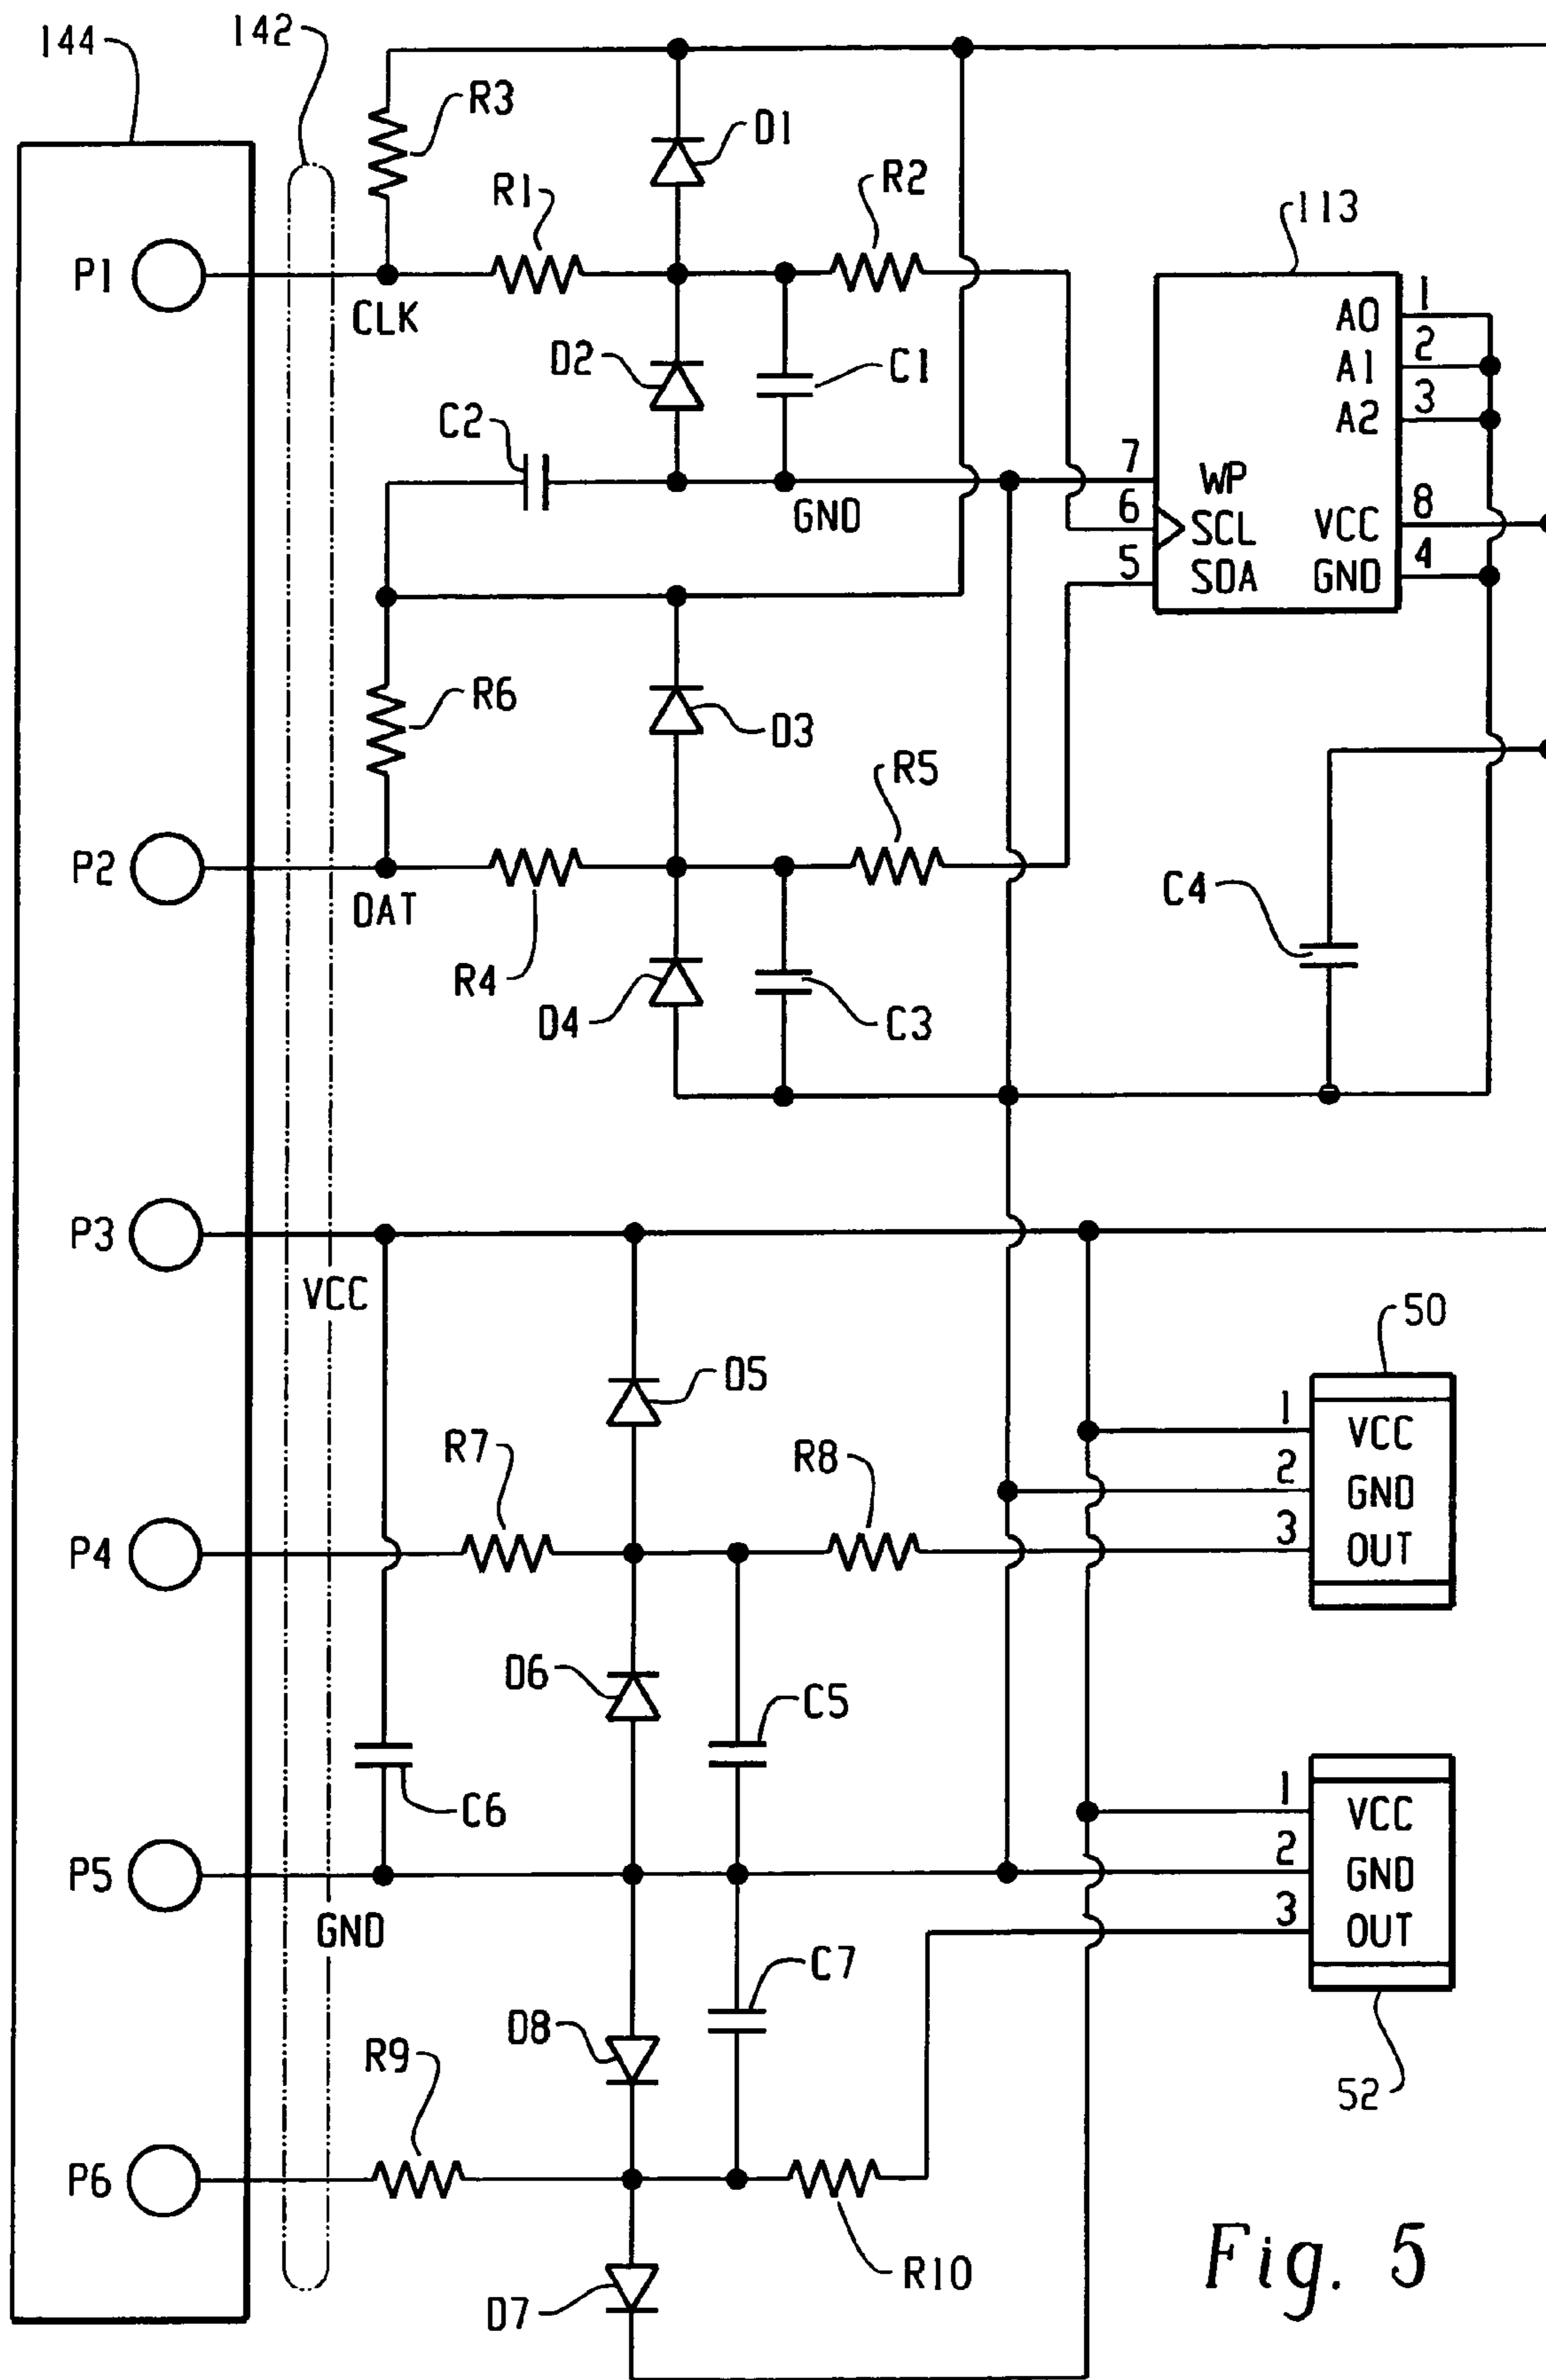 144
142
R3
D1
R1
R2
113
P1
CLK
A0
1
A1
2
A2
3
D2
C1
C2
7
WP
GND
6
SCL
VCC
8
5
SDA
GND
4
R6
D3
R5
P2
DAT
C4
R4
D4
C3
P3
VCC
50
D5
1
VCC
R7
R8
2
GND
P4
3
OUT
D6
C5
C6
1
VCC
P5
2
GND
GND
3
OUT
C7
D8
R9
52
P6
R10
D7
Fig. 5